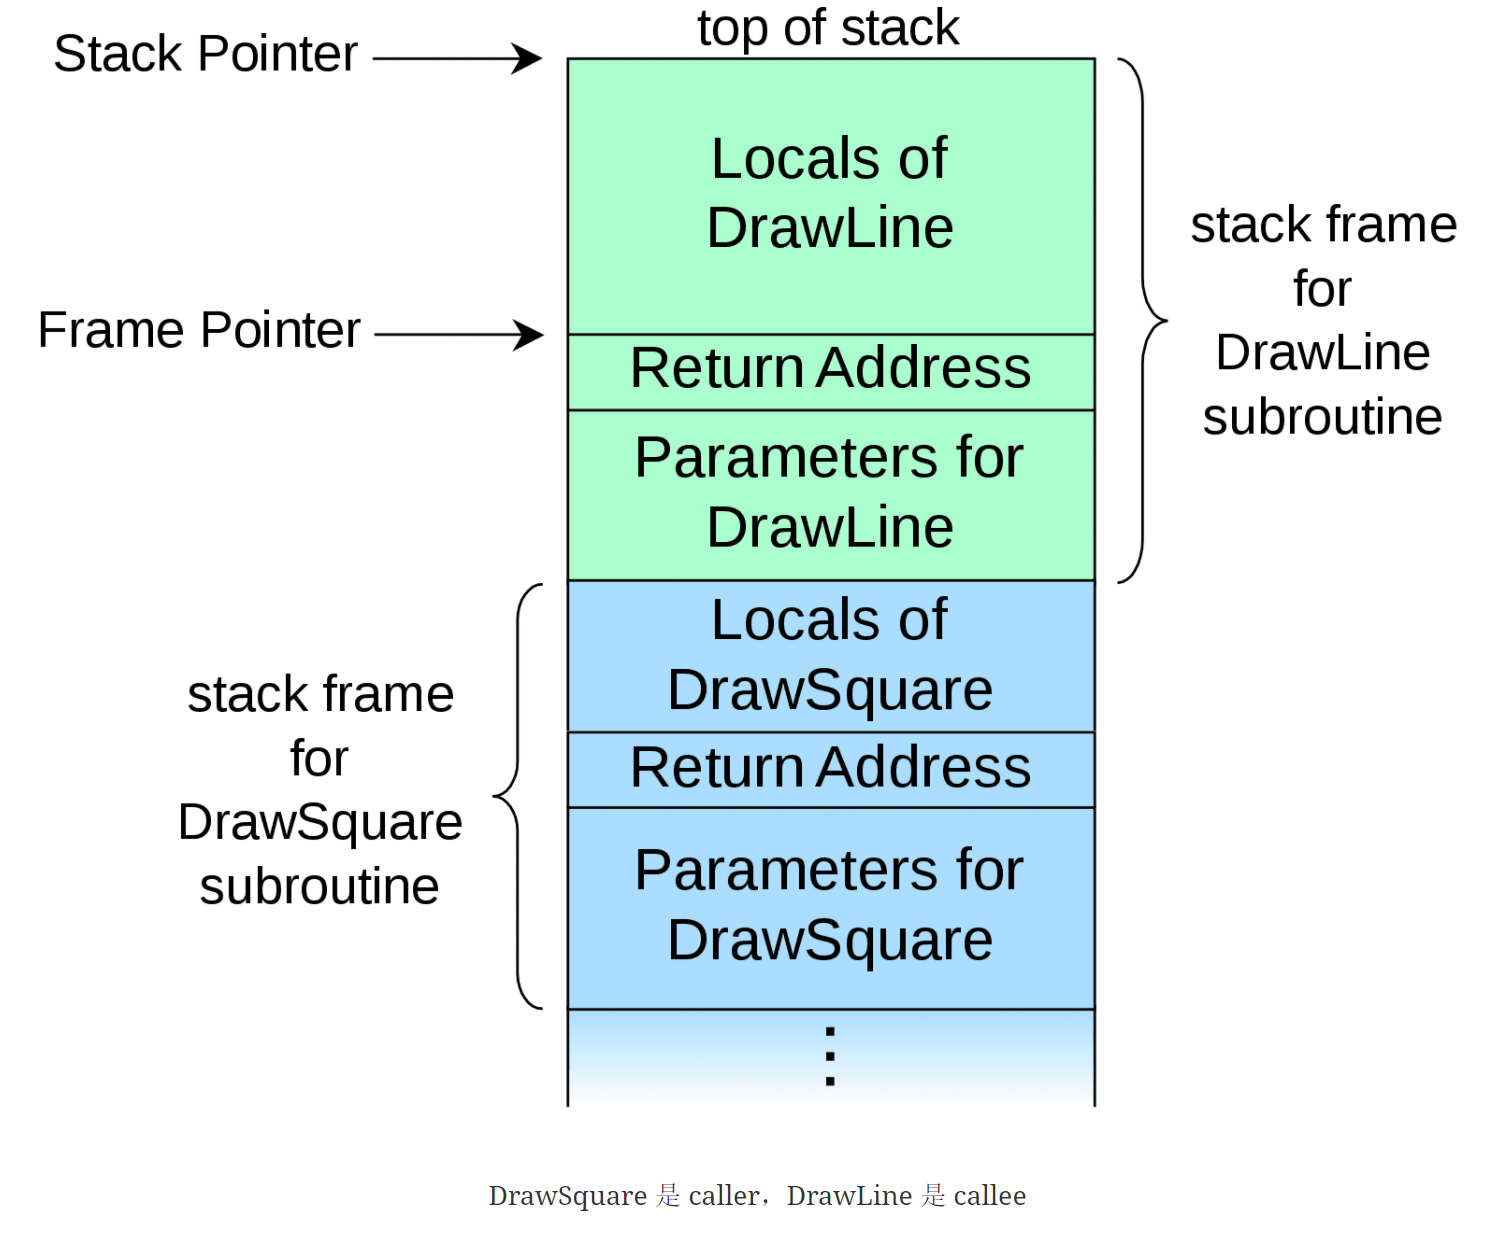 top of stack
Stack Pointer
Locals of
DrawLine
stack frame
for
DrawLine
subroutine
Frame Pointer
Return Address
Parameters for
DrawLine
Locals of
DrawSquare
stack frame
for
DrawSquare
subroutine
Return Address
Parameters for
DrawSquare
⋮
DrawSquare 是 caller，DrawLine 是 callee